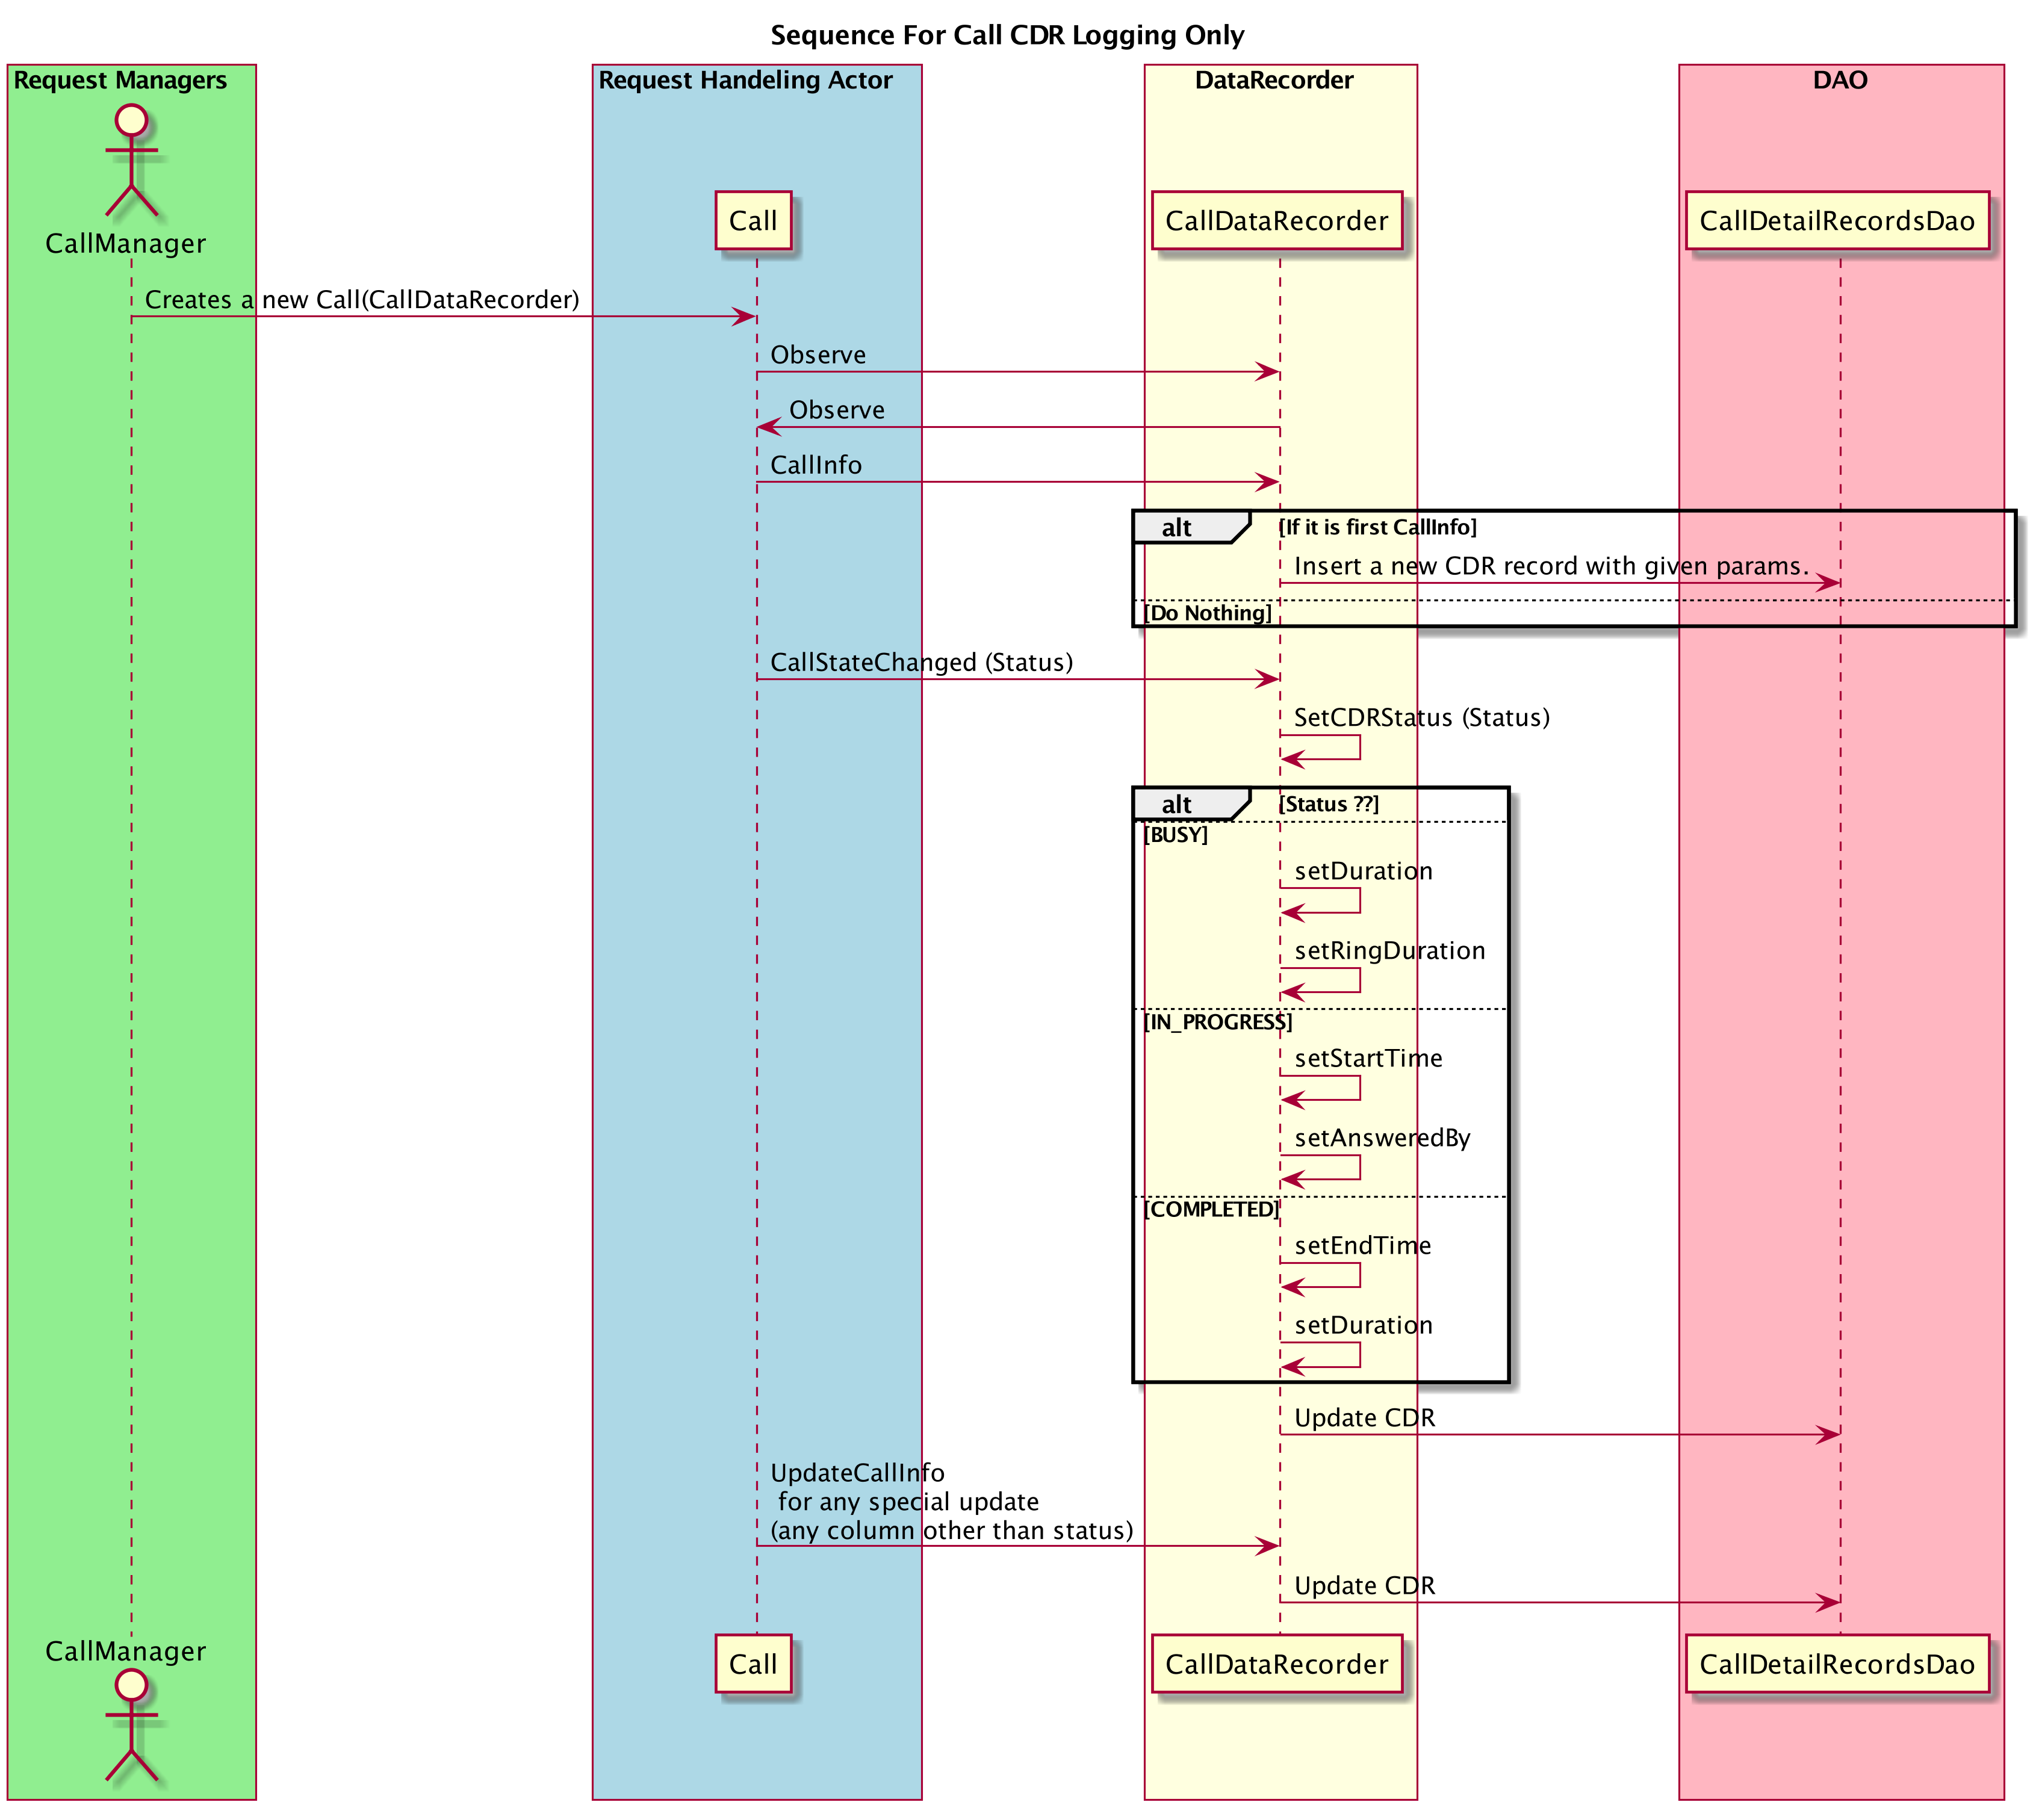 Sequence For Call CDR Logging Only
Request Managers
Request Handeling Actor
DataRecorder
DAO
CallManager
Call
CallDataRecorder
CallDetailRecordsDao
Creates a new Call(CallDataRecorder)
Observe
Observe
CallInfo
alt
[If it is first CallInfo]
Insert a new CDR record with given params.
[Do Nothing]
CallStateChanged (Status)
SetCDRStatus (Status)
alt
[Status ??]
[BUSY]
setDuration
setRingDuration
[IN_PROGRESS]
setStartTime
setAnsweredBy
[COMPLETED]
setEndTime
setDuration
Update CDR
UpdateCallInfo
for any special update
(any column other than status)
Update CDR
CallManager
Call
CallDataRecorder
CallDetailRecordsDao